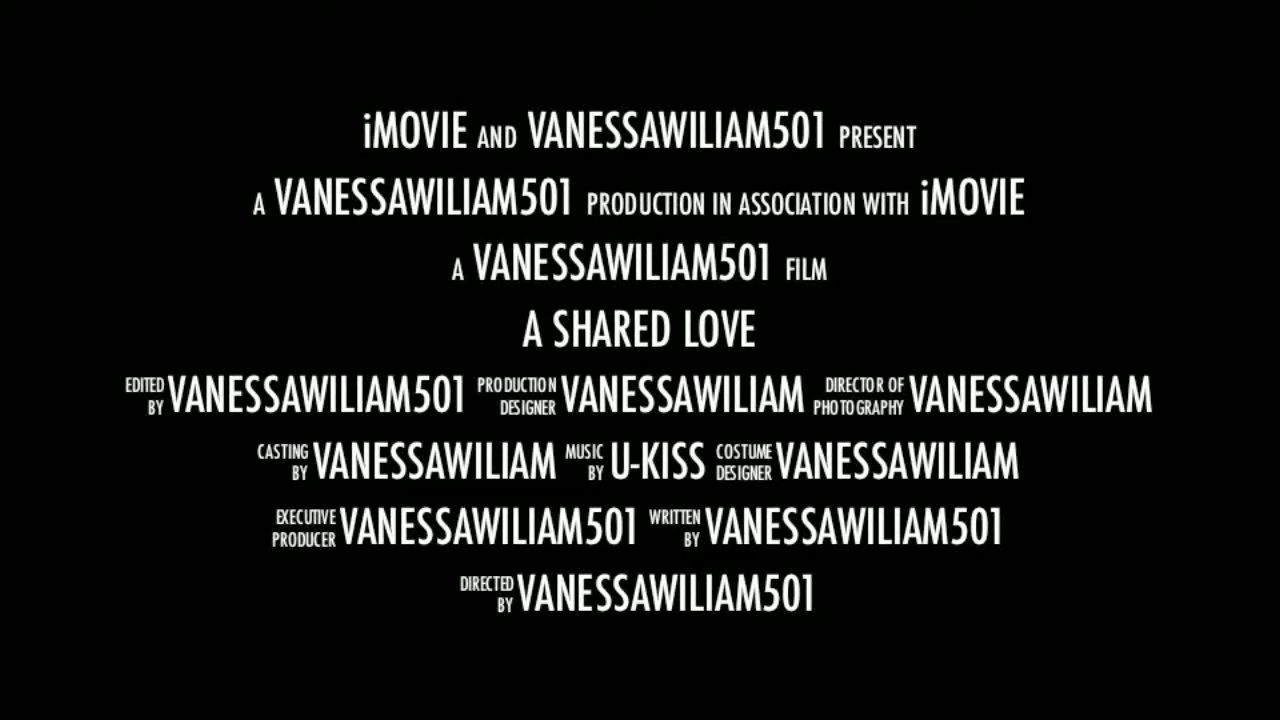 iMOVIE AND VANESSAWILIAM501 PRESENT
A VANESSAWILIAM501 PRODUCTION IN ASSOCIATION WITH iMOVIE
A VANESSAWILIAM501 FILM
A SHARED LOVE
EDITED BY VANESSAWILIAM501 PRODUCTION DESIGNER VANESSAWILIAM DIRECTOR OF PHOTOGRAPHY VANESSAWILIAM
CASTING BY VANESSAWILIAM MUSIC BY U-KISS COSTUME DESIGNER VANESSAWILIAM
EXECUTIVE PRODUCER VANESSAWILIAM501 WRITTEN BY VANESSAWILIAM501
DIRECTED BY VANESSAWILIAM501